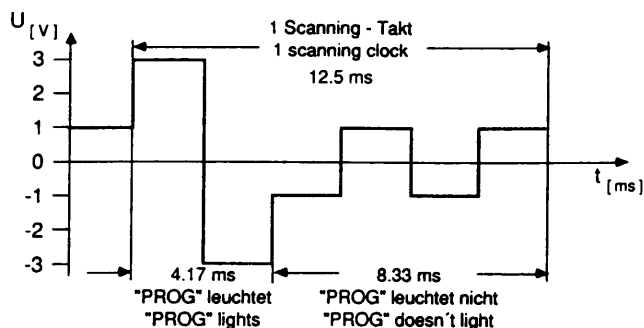 U [V]
1 Scanning - Takt
1 scanning clock
12.5 ms
3
2
1
0
-1
-2
-3
t [ms]
4.17 ms
8.33 ms
"PROG" leuchtet
"PROG" leuchtet nicht
"PROG" lights
"PROG" doesn´t light